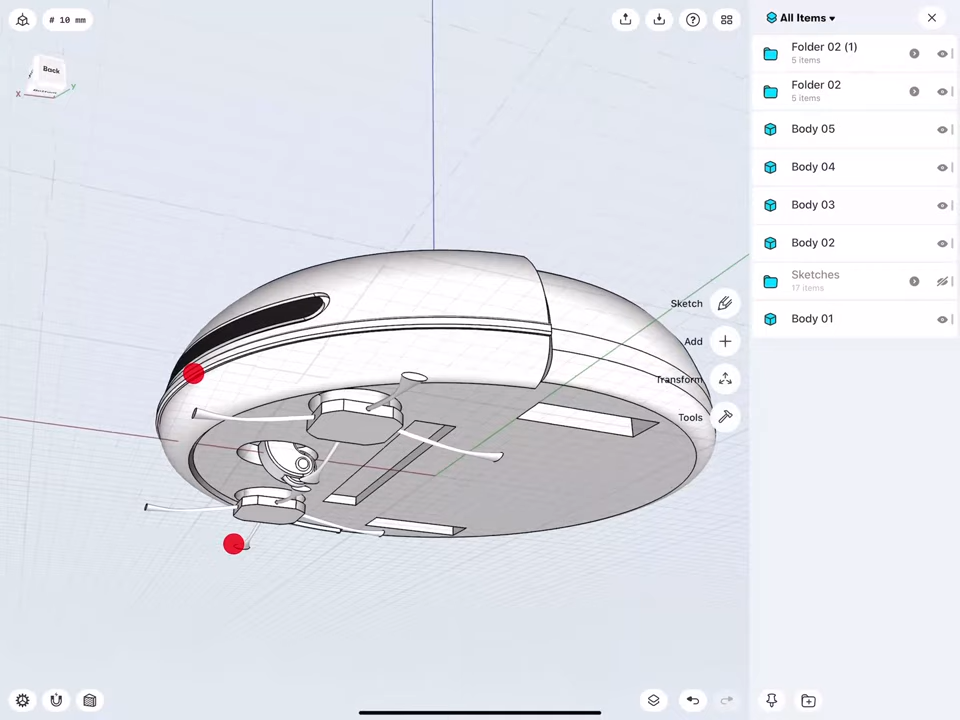 # 10 mm
Back
X
Y
All Items
Folder 02 (1)
5 items
Folder 02
5 items
Body 05
Body 04
Body 03
Body 02
Sketches
17 items
Body 01
Sketch
Add
Transform
Tools